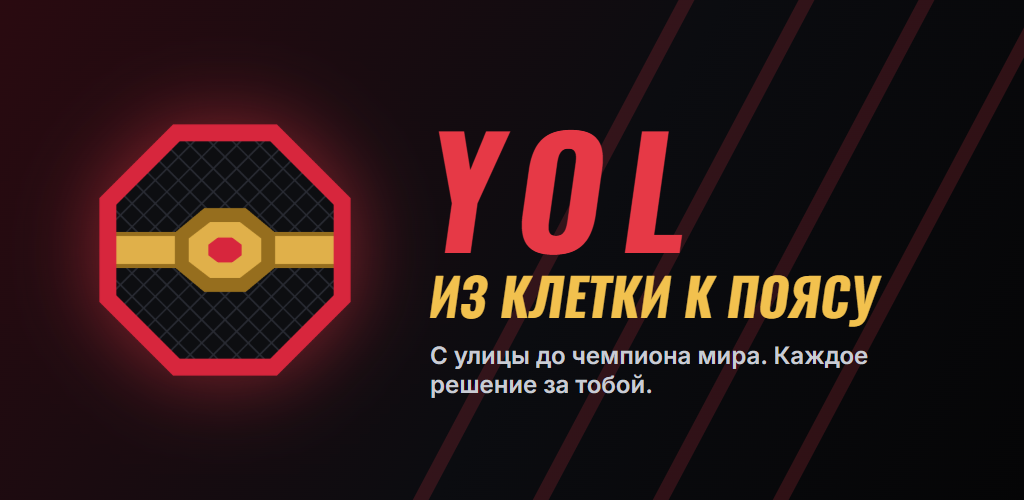 YOL
ИЗ КЛЕТКИ К ПОЯСУ
С улицы до чемпиона мира. Каждое
решение за тобой.